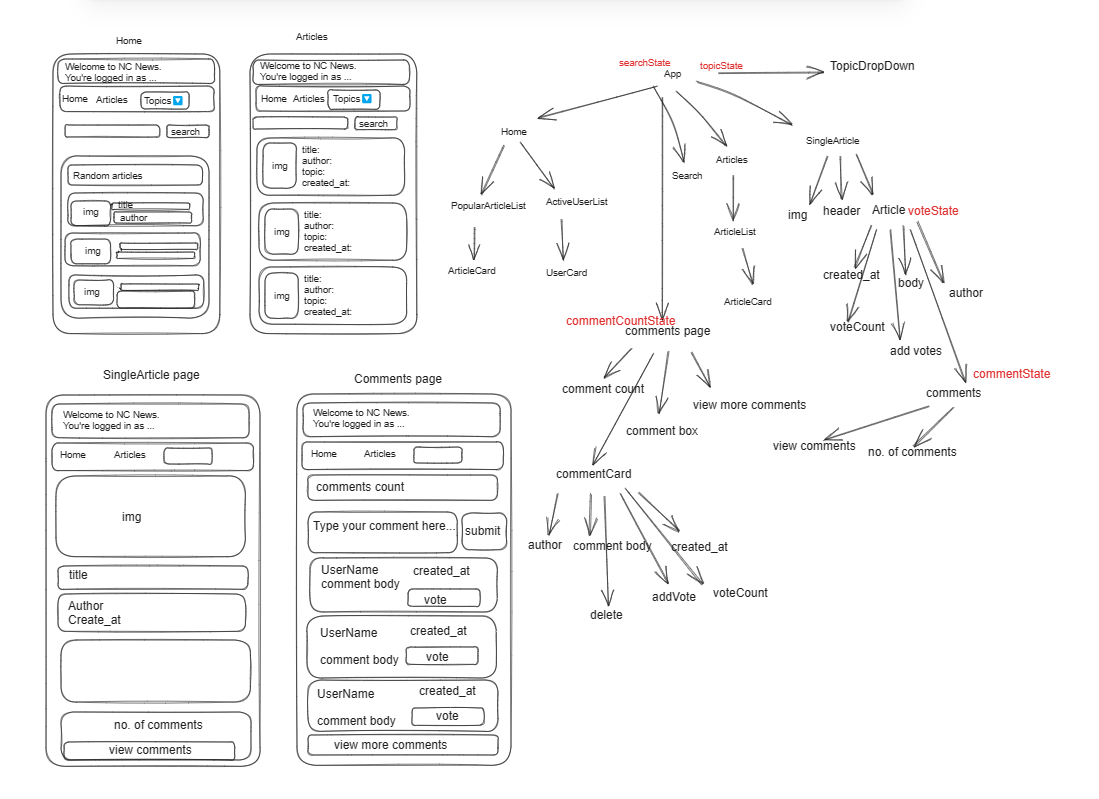 Home
Welcome to NC News.
You're logged in as ...
Home Articles Topics
search
Random articles
img
title
author
img
img
Articles
Welcome to NC News.
You're logged in as ...
Home Articles Topics
search
img
title:
author:
topic:
created_at:
img
title:
author:
topic:
created_at:
img
title:
author:
topic:
created_at:
SingleArticle page
Welcome to NC News.
You're logged in as ...
Home Articles
img
title
Author
Create_at
no. of comments
view comments
Comments page
Welcome to NC News.
You're logged in as ...
Home Articles
comments count
Type your comment here...
submit
UserName created_at
comment body
vote
UserName created_at
comment body vote
UserName created_at
comment body vote
view more comments
searchState
App
topicState
TopicDropDown
Home
Search
Articles
SingleArticle
PopularArticleList
ActiveUserList
ArticleCard
UserCard
ArticleList
ArticleCard
img
header
Article voteState
created_at
body
author
voteCount
add votes
commentState
comments
view comments
no. of comments
commentCountState
comments page
comment count
view more comments
comment box
commentCard
author
comment body
created_at
delete
addVote
voteCount